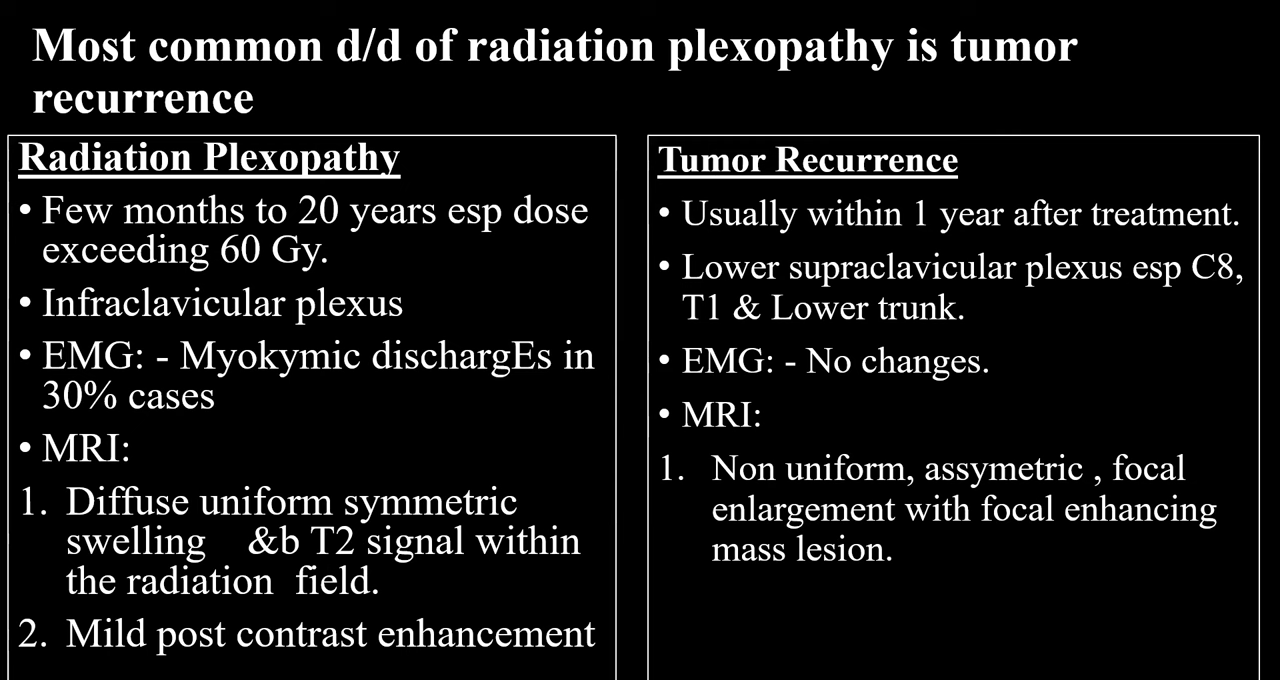 Most common d/d of radiation plexopathy is tumor
recurrence
Radiation Plexopathy
• Few months to 20 years esp dose
exceeding 60 Gy.
• Infraclavicular plexus
• EMG: - Myokymic dischargEs in
30% cases
• MRI:
1. Diffuse uniform symmetric
swelling &b T2 signal within
the radiation field.
2. Mild post contrast enhancement
Tumor Recurrence
• Usually within 1 year after treatment.
• Lower supraclavicular plexus esp C8,
T1 & Lower trunk.
• EMG: - No changes.
• MRI:
1. Non uniform, assymetric , focal
enlargement with focal enhancing
mass lesion.